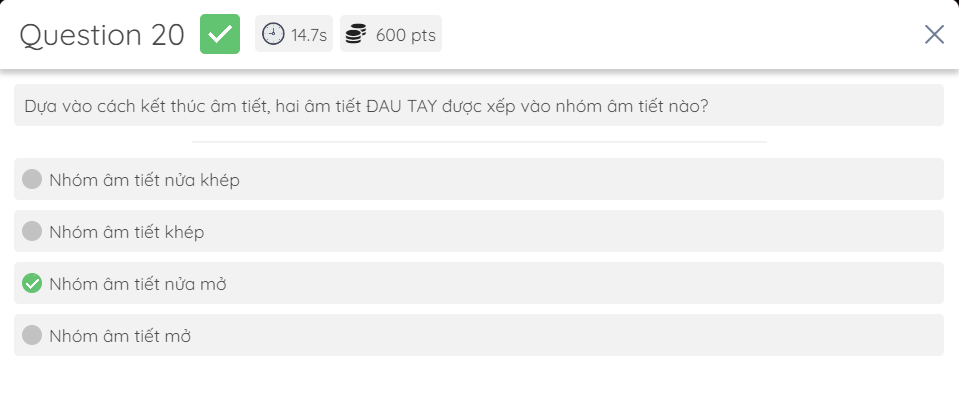 Question 20
14.7s
600 pts
Dựa vào cách kết thúc âm tiết, hai âm tiết ĐAU TAY được xếp vào nhóm âm tiết nào?
Nhóm âm tiết nửa khép
Nhóm âm tiết khép
Nhóm âm tiết nửa mở
Nhóm âm tiết mở